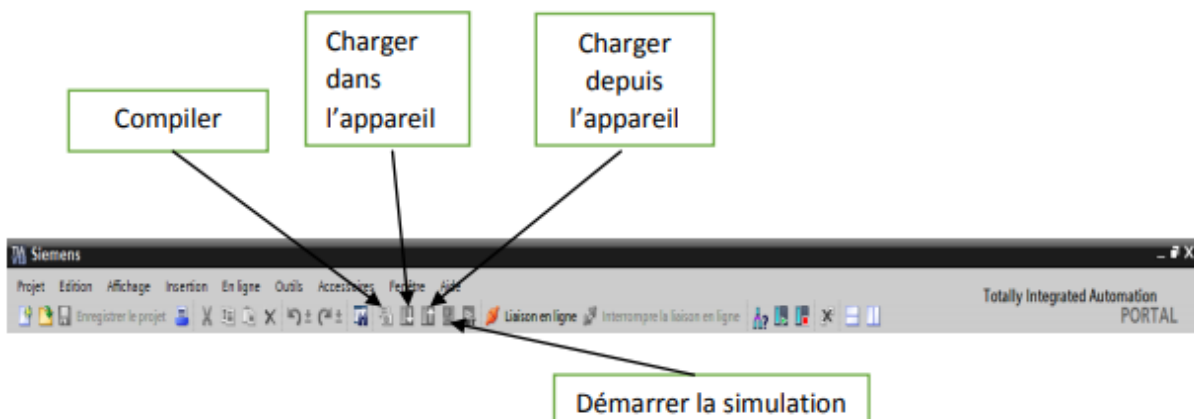 Charger
dans
l'appareil
Charger
depuis
l'appareil
Compiler
Siemens
Projet Edition Affichage Insertion En ligne Outils Accessoires Fenêtre Aide
Totally Integrated Automation
PORTAL
Enregistrer le projet Liaison en ligne Interrompre la liaison en ligne
Démarrer la simulation